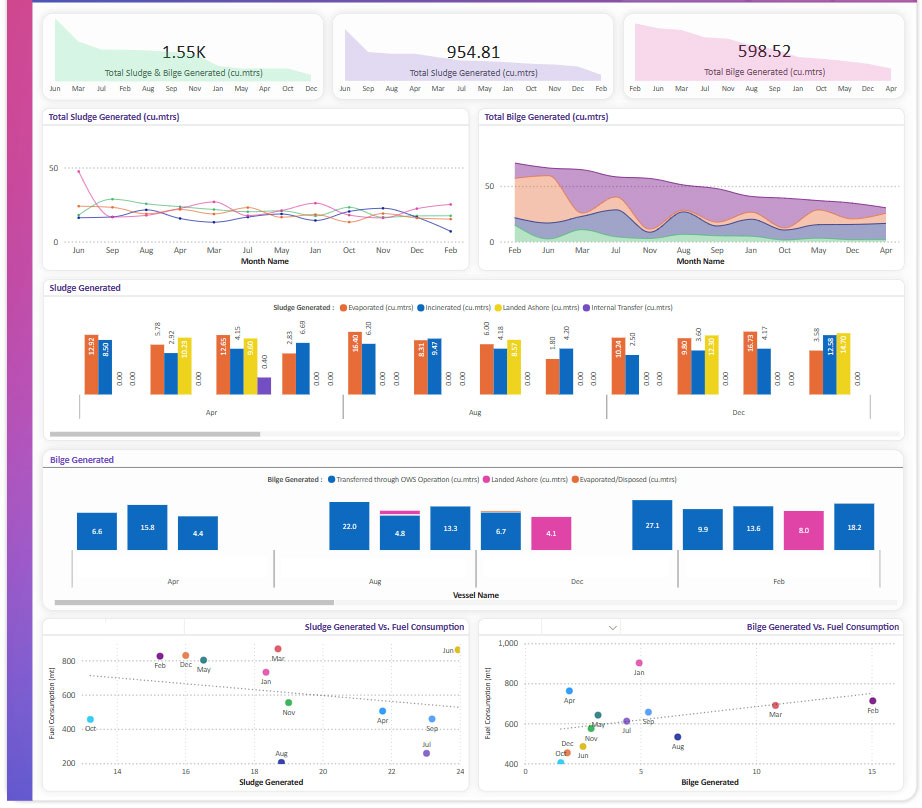 1.55K
Total Sludge & Bilge Generated (cu.mtrs)
Jun Mar Jul May Feb Aug Sep Nov Jan Apr Oct Dec
954.81
Total Sludge Generated (cu.mtrs)
Jun Sep Aug Apr Mar Jul May Jan Oct Nov Dec Feb
598.52
Total Bilge Generated (cu.mtrs)
Feb Jun Mar Jul Nov Aug Sep Jan Oct May Dec Apr
Total Sludge Generated (cu.mtrs)
50
0
Jun Sep Aug Apr Mar Jul May Jan Oct Nov Dec Feb
Month Name
Total Bilge Generated (cu.mtrs)
50
0
Feb Jun Mar Jul Nov Aug Sep Jan Oct May Dec Apr
Month Name
Sludge Generated
Sludge Generated : Evaporated (cu.mtrs) Incinerated (cu.mtrs) Landed Ashore (cu.mtrs) Internal Transfer (cu.mtrs)
12.92 8.50 0.00 0.00 5.78 2.92 10.23 0.00 12.65 4.15 9.60 0.40 2.83 6.69 0.00 0.00
16.40 6.20 0.00 0.00 8.31 9.47 0.00 0.00 6.00 4.18 8.37 0.00 1.80 4.20 0.00 0.00
10.24 2.50 0.00 0.00 9.80 3.60 12.30 0.00 16.73 4.17 0.00 0.00 3.58 12.58 14.70 0.00
Apr Aug Dec
Bilge Generated
Bilge Generated : Transferred through OWS Operation (cu.mtrs) Landed Ashore (cu.mtrs) Evaporated/Disposed (cu.mtrs)
6.6 15.8 4.4 22.0 4.8 13.3 6.7 4.1 27.1 9.9 13.6 8.0 18.2
Apr Aug Dec Feb
Vessel Name
Sludge Generated Vs. Fuel Consumption
Fuel Consumption (mt)
800
600
400
200
Feb Dec May Mar Jun
Jan
Nov
Oct Apr Sep
Jul
Aug
14 16 18 20 22 24
Sludge Generated
Bilge Generated Vs. Fuel Consumption
Fuel Consumption (mt)
1,000
800
600
400
Jan
Apr Feb
May Jul Sep Mar
Nov
Dec Aug
Oct Jun
0 5 10 15
Bilge Generated